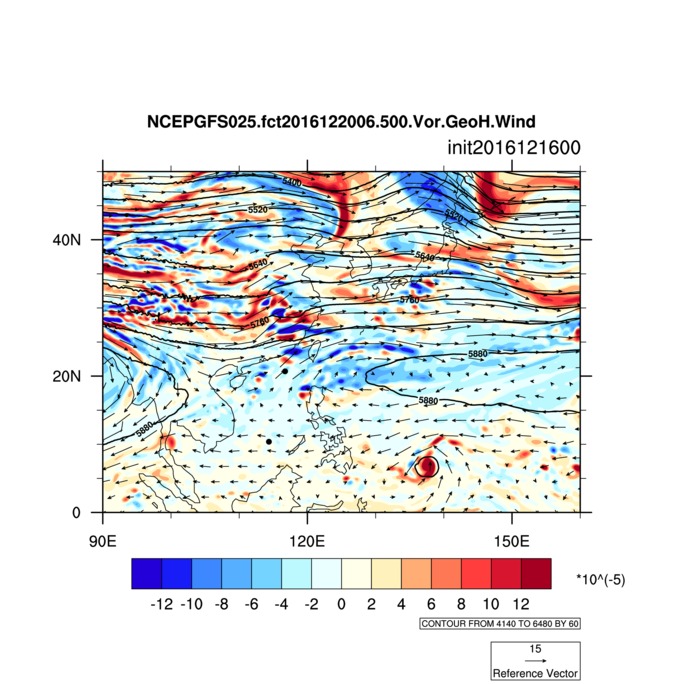 NCEPGFS025.fct2016122006.500.Vor.GeoH.Wind
init2016121600
5400
5520
5520
40N
5640
5640
5760
5760
5880
20N
5880
5880
0
90E 120E 150E
-12 -10 -8 -6 -4 -2 0 2 4 6 8 10 12
*10^(-5)
CONTOUR FROM 4140 TO 6480 BY 60
15
Reference Vector